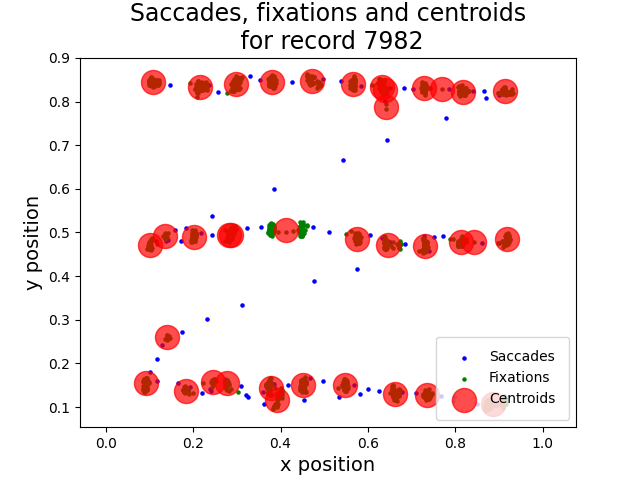 Saccades, fixations and centroids
for record 7982
0.9
0.8
0.7
0.6
0.5
0.4
0.3
0.2
0.1
y position
Saccades
Fixations
Centroids
0.0 0.2 0.4 0.6 0.8 1.0
x position